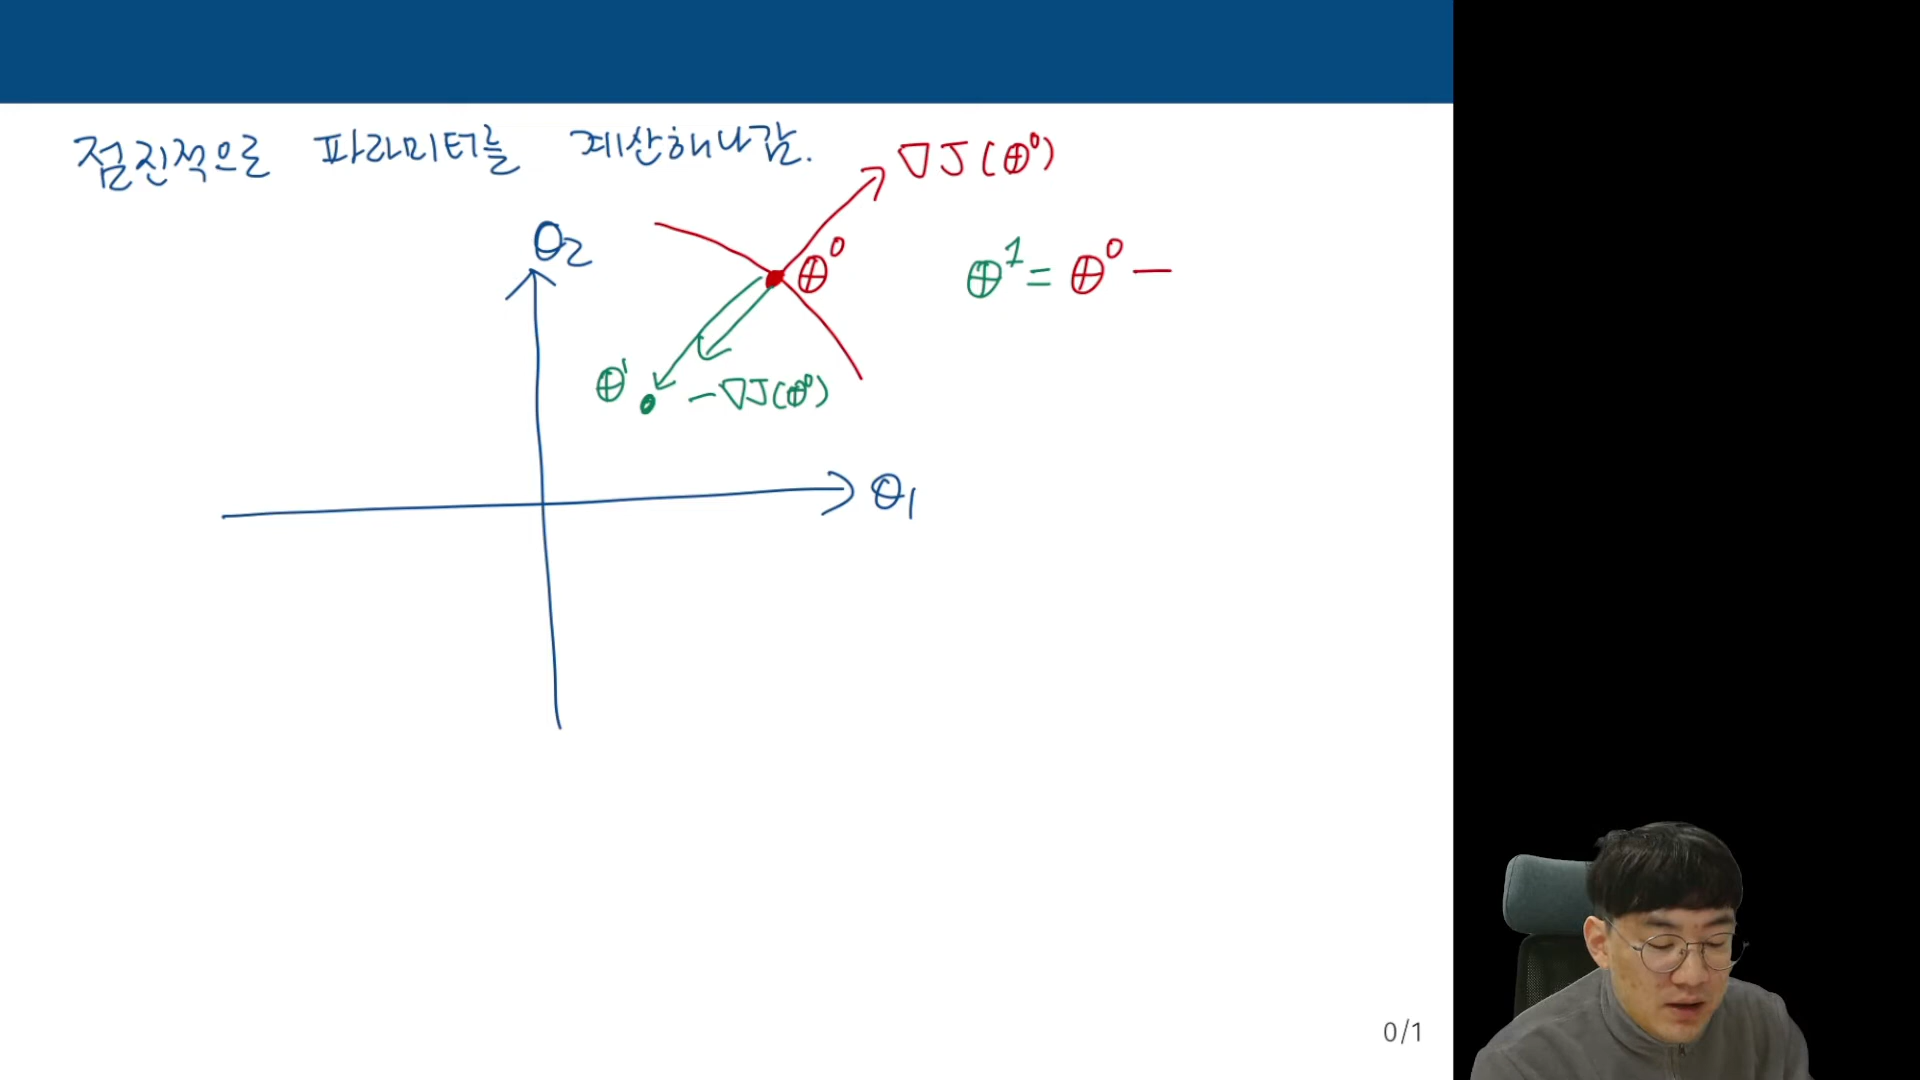 점진적으로 파라미터를 계산해나감.
∇J(Θ⁰)
θ₂
Θ⁰
Θ¹ = Θ⁰ −
Θ¹
−∇J(Θ⁰)
θ₁
0/1